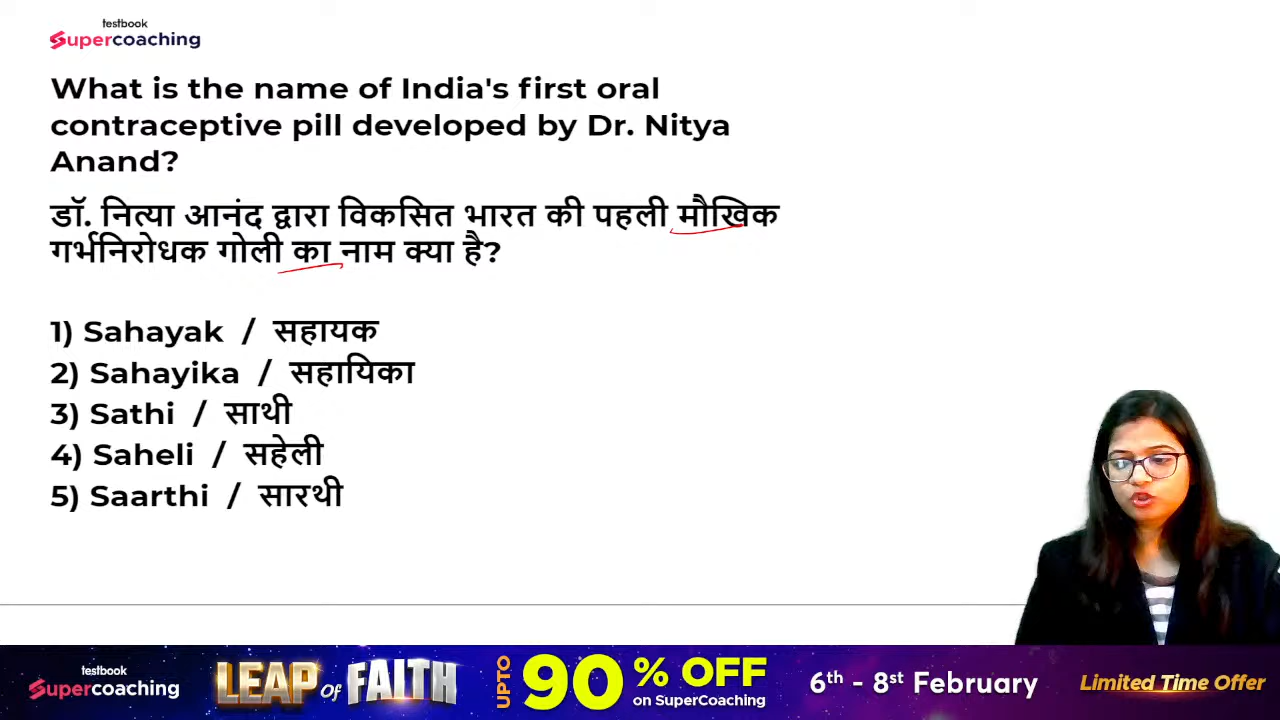 testbook
Supercoaching
What is the name of India's first oral
contraceptive pill developed by Dr. Nitya
Anand?
डॉ. नित्या आनंद द्वारा विकसित भारत की पहली मौखिक
गर्भनिरोधक गोली का नाम क्या है?
1) Sahayak / सहायक
2) Sahayika / सहायिका
3) Sathi / साथी
4) Saheli / सहेली
5) Saarthi / सारथी
testbook
Supercoaching
LEAP Of FAITH
UPTO 90% OFF
on SuperCoaching
6th - 8st February
Limited Time Offer